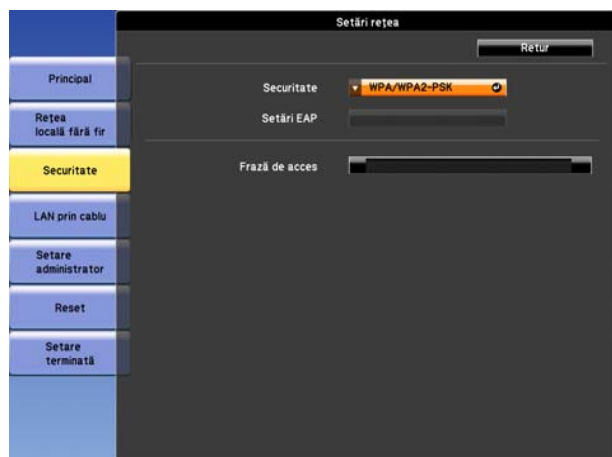 Setări rețea
Retur
Principal
Rețea
locală fără fir
Securitate
LAN prin cablu
Setare
administrator
Reset
Setare
terminată
Securitate
WPA/WPA2-PSK
Setări EAP
Frază de acces